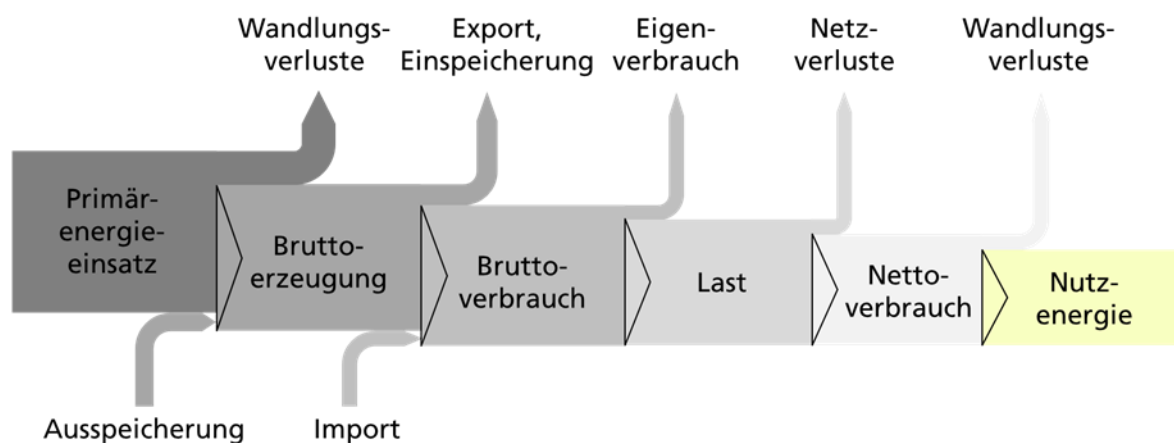 Wandlungs-
verluste
Export,
Einspeicherung
Eigen-
verbrauch
Netz-
verluste
Wandlungs-
verluste
Primär-
energie-
einsatz
Brutto-
erzeugung
Brutto-
verbrauch
Last
Netto-
verbrauch
Nutz-
energie
Ausspeicherung
Import